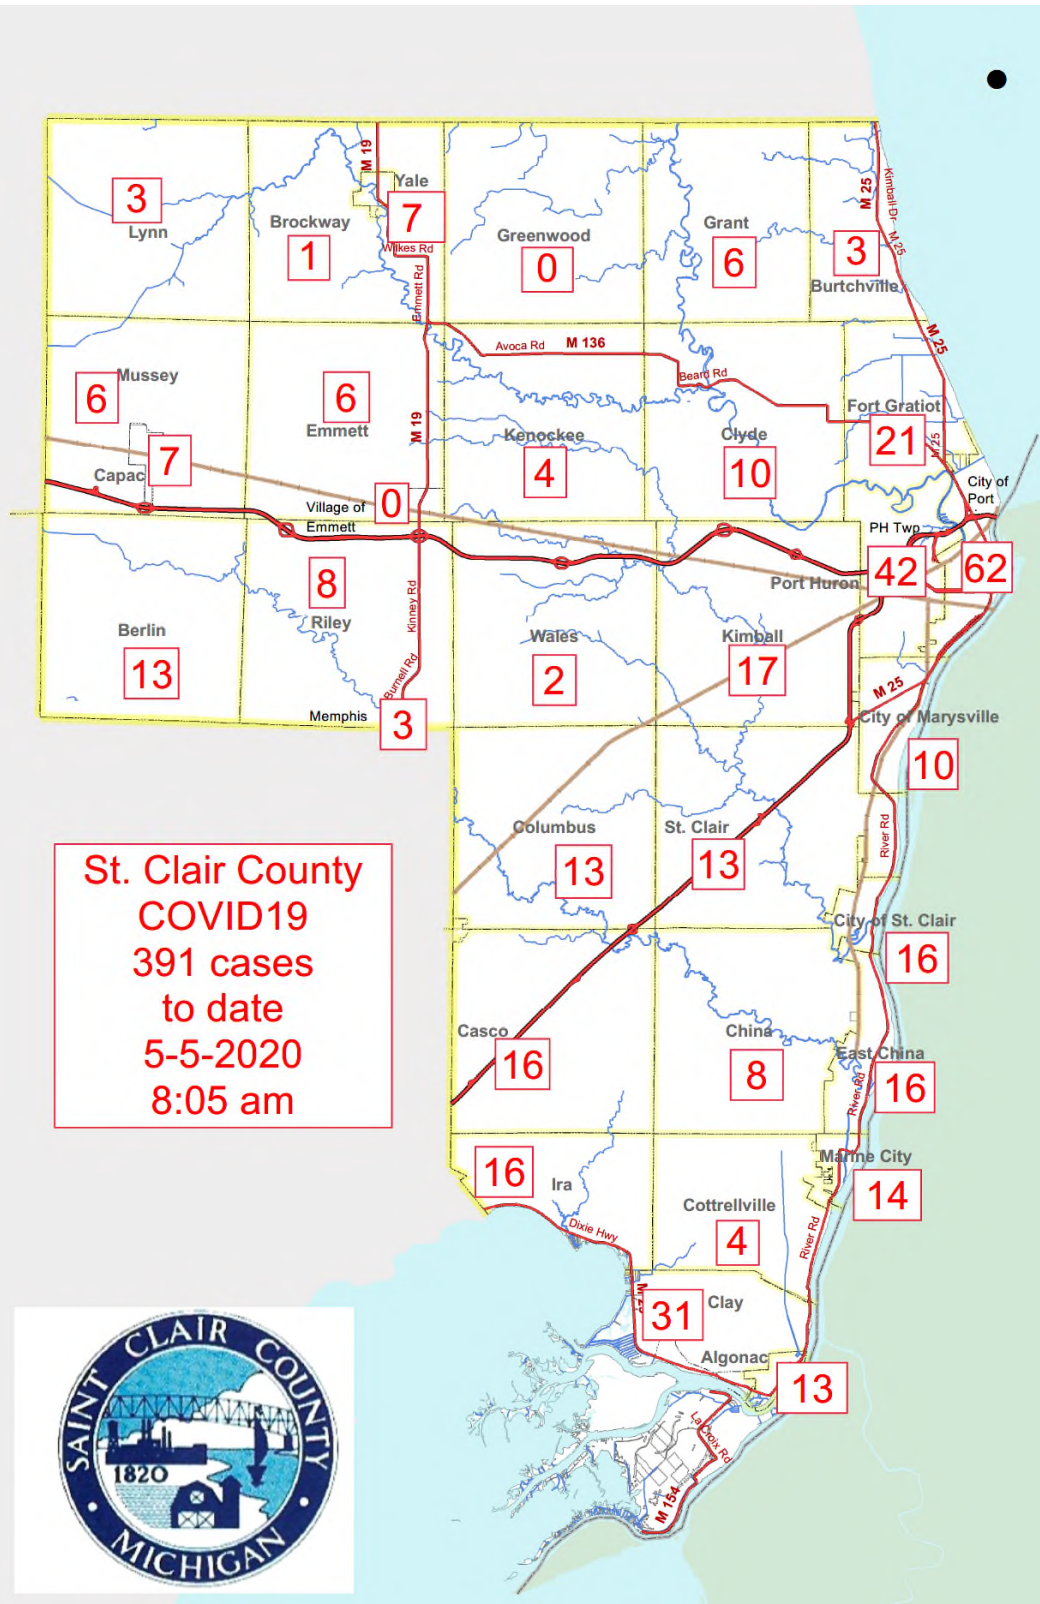 M 19
Yale
7
3
Lynn
Brockway
1
Wilkes Rd
Emmett Rd
Greenwood
0
Grant
6
M 25
Kimball Dr
M 25
3
Burtchville
M 25
Avoca Rd
M 136
Beard Rd
Mussey
6
6
Emmett
M 19
Capac
7
Kenockee
4
Clyde
10
Fort Gratiot
21
M 25
City of
Port
Village of
Emmett
0
PH Twp
Port Huron
42
62
8
Riley
Berlin
13
Kinney Rd
Burnell Rd
Memphis
3
Wales
2
Kimball
17
M 25
City of Marysville
10
River Rd
Columbus
13
St. Clair
13
City of St. Clair
16
St. Clair County
COVID19
391 cases
to date
5-5-2020
8:05 am
Casco
16
China
8
East China
16
River Rd
16
Ira
Dixie Hwy
Cottrellville
4
Marine City
14
River Rd
31
Clay
Algonac
13
La Croix Rd
M 154
SAINT CLAIR COUNTY
1820
MICHIGAN